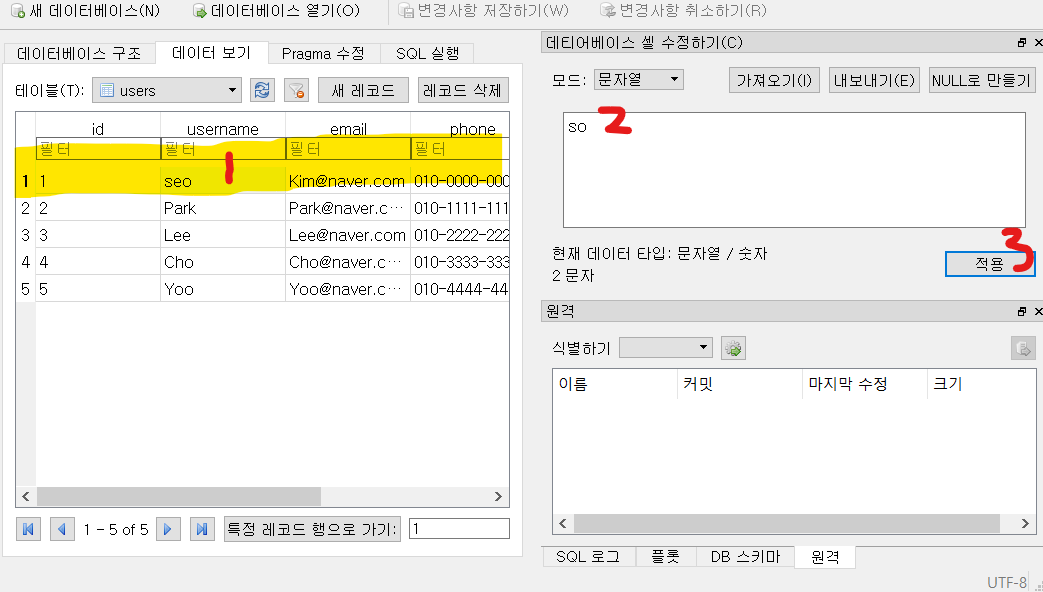 새 데이터베이스(N) 데이터베이스 열기(O) 변경사항 저장하기(W) 변경사항 취소하기(R)
데이터베이스 구조 데이터 보기 Pragma 수정 SQL 실행
테이블(T): users 새 레코드 레코드 삭제
id username email phone
필터 필터 필터 필터
1 1 seo Kim@naver.com 010-0000-000
2 2 Park Park@naver.c… 010-1111-111
3 3 Lee Lee@naver.com 010-2222-222
4 4 Cho Cho@naver.c… 010-3333-333
5 5 Yoo Yoo@naver.c… 010-4444-44
1
1 - 5 of 5 특정 레코드 행으로 가기: 1
데티어베이스 셀 수정하기(C)
모드: 문자열 가져오기(I) 내보내기(E) NULL로 만들기
so 2
현재 데이터 타입: 문자열 / 숫자
2 문자
적용 3
원격
식별하기
이름 커밋 마지막 수정 크기
SQL 로그 플롯 DB 스키마 원격
UTF-8